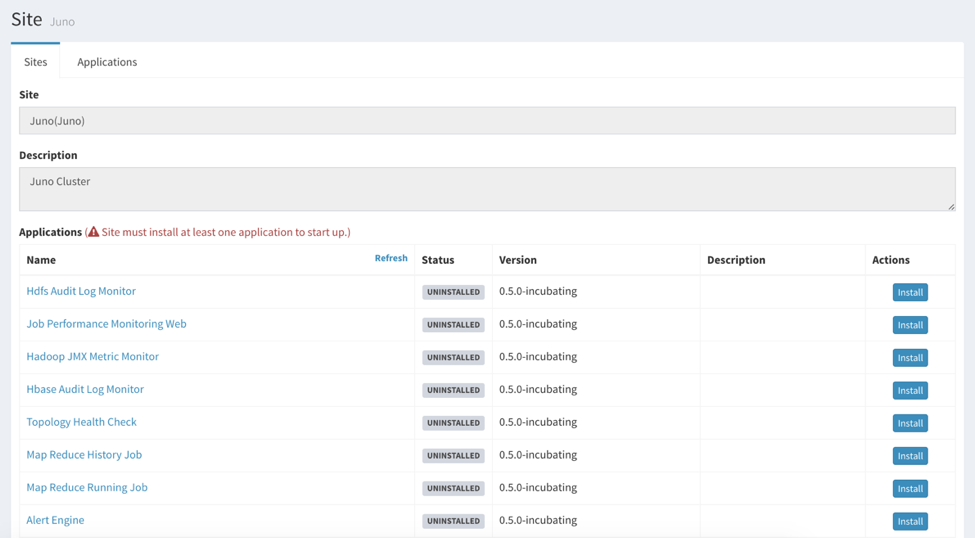 Site Juno
Sites Applications
Site
Juno(Juno)
Description
Juno Cluster
Applications (Site must install at least one application to start up.)
Name Refresh Status Version Description Actions
Hdfs Audit Log Monitor UNINSTALLED 0.5.0-incubating Install
Job Performance Monitoring Web UNINSTALLED 0.5.0-incubating Install
Hadoop JMX Metric Monitor UNINSTALLED 0.5.0-incubating Install
Hbase Audit Log Monitor UNINSTALLED 0.5.0-incubating Install
Topology Health Check UNINSTALLED 0.5.0-incubating Install
Map Reduce History Job UNINSTALLED 0.5.0-incubating Install
Map Reduce Running Job UNINSTALLED 0.5.0-incubating Install
Alert Engine UNINSTALLED 0.5.0-incubating Install